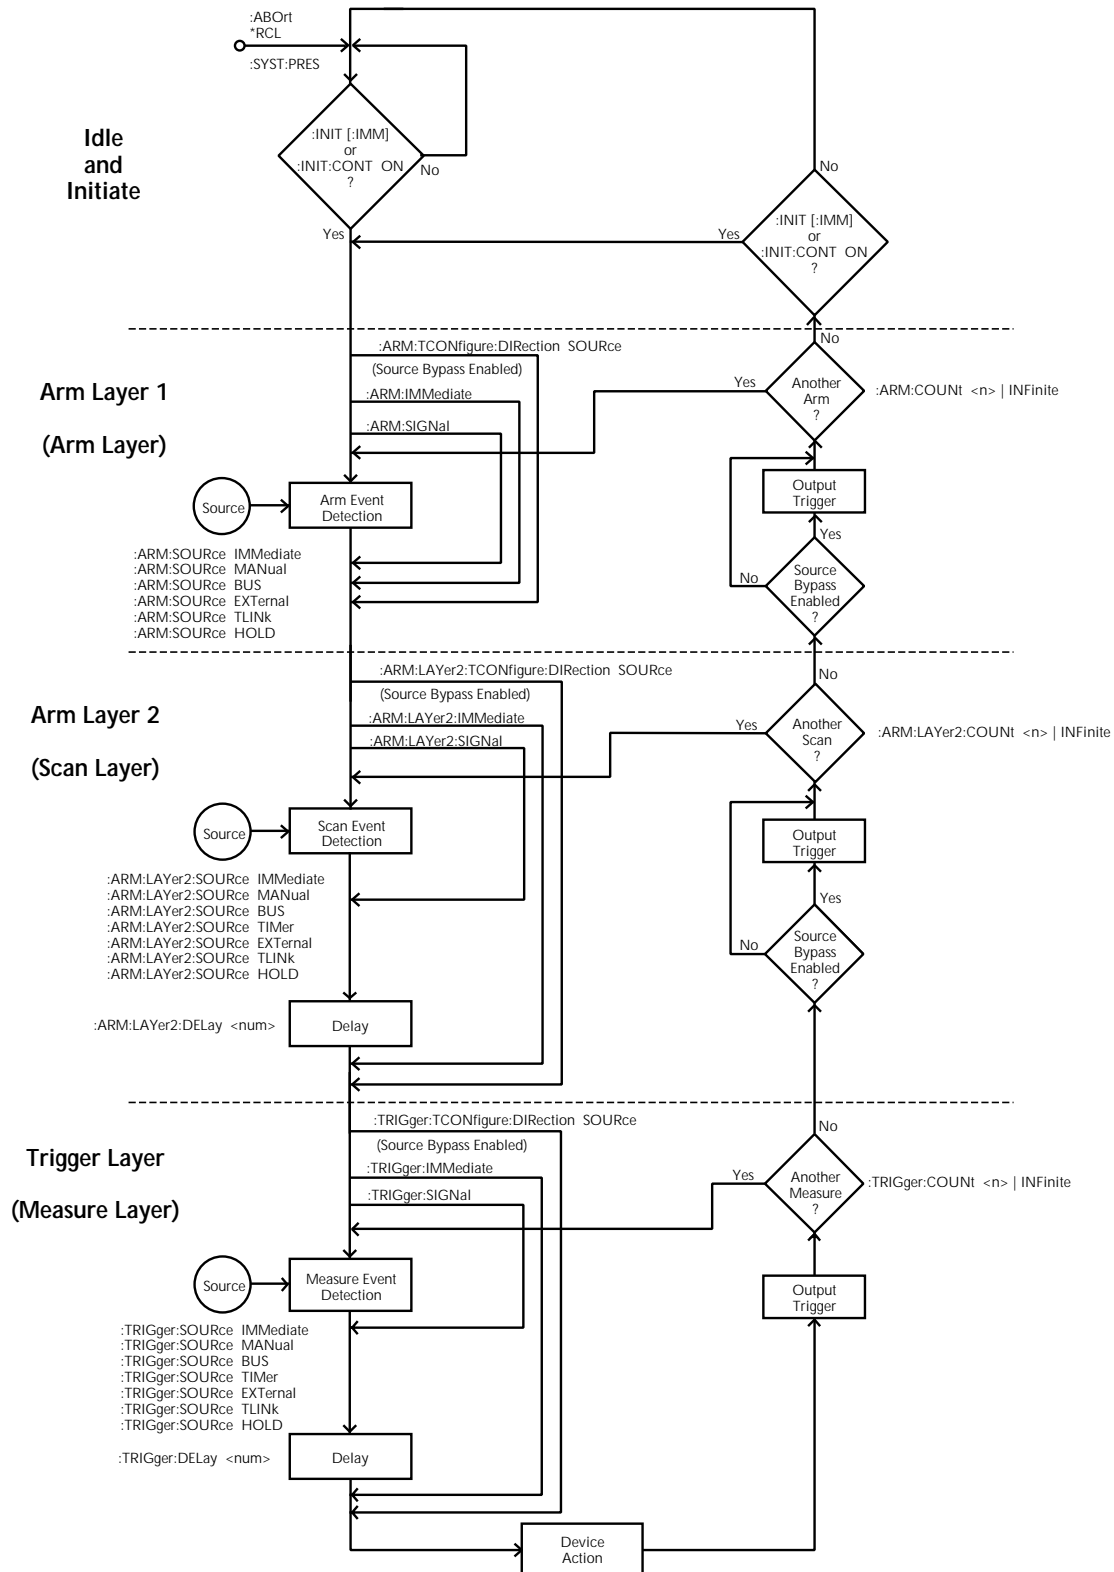 :ABOrt
*RCL
:SYST:PRES
Idle
and
Initiate
:INIT [:IMM]
or
:INIT:CONT ON
?
No
Yes
No
:INIT [:IMM]
or
:INIT:CONT ON
?
Yes
Arm Layer 1
(Arm Layer)
:ARM:TCONfigure:DIRection SOURce
(Source Bypass Enabled)
:ARM:IMMediate
:ARM:SIGNal
Source
Arm Event
Detection
:ARM:SOURce IMMediate
:ARM:SOURce MANual
:ARM:SOURce BUS
:ARM:SOURce EXTernal
:ARM:SOURce TLINk
:ARM:SOURce HOLD
No
Yes
Another
Arm
?
:ARM:COUNt <n> | INFinite
Output
Trigger
Yes
No
Source
Bypass
Enabled
?
Arm Layer 2
(Scan Layer)
:ARM:LAYer2:TCONfigure:DIRection SOURce
(Source Bypass Enabled)
:ARM:LAYer2:IMMediate
:ARM:LAYer2:SIGNal
Source
Scan Event
Detection
:ARM:LAYer2:SOURce IMMediate
:ARM:LAYer2:SOURce MANual
:ARM:LAYer2:SOURce BUS
:ARM:LAYer2:SOURce TIMer
:ARM:LAYer2:SOURce EXTernal
:ARM:LAYer2:SOURce TLINk
:ARM:LAYer2:SOURce HOLD
:ARM:LAYer2:DELay <num>
Delay
No
Yes
Another
Scan
?
:ARM:LAYer2:COUNt <n> | INFinite
Output
Trigger
Yes
No
Source
Bypass
Enabled
?
Trigger Layer
(Measure Layer)
:TRIGger:TCONfigure:DIRection SOURce
(Source Bypass Enabled)
:TRIGger:IMMediate
:TRIGger:SIGNal
Source
Measure Event
Detection
:TRIGger:SOURce IMMediate
:TRIGger:SOURce MANual
:TRIGger:SOURce BUS
:TRIGger:SOURce TIMer
:TRIGger:SOURce EXTernal
:TRIGger:SOURce TLINk
:TRIGger:SOURce HOLD
:TRIGger:DELay <num>
Delay
No
Yes
Another
Measure
?
:TRIGger:COUNt <n> | INFinite
Output
Trigger
Device
Action